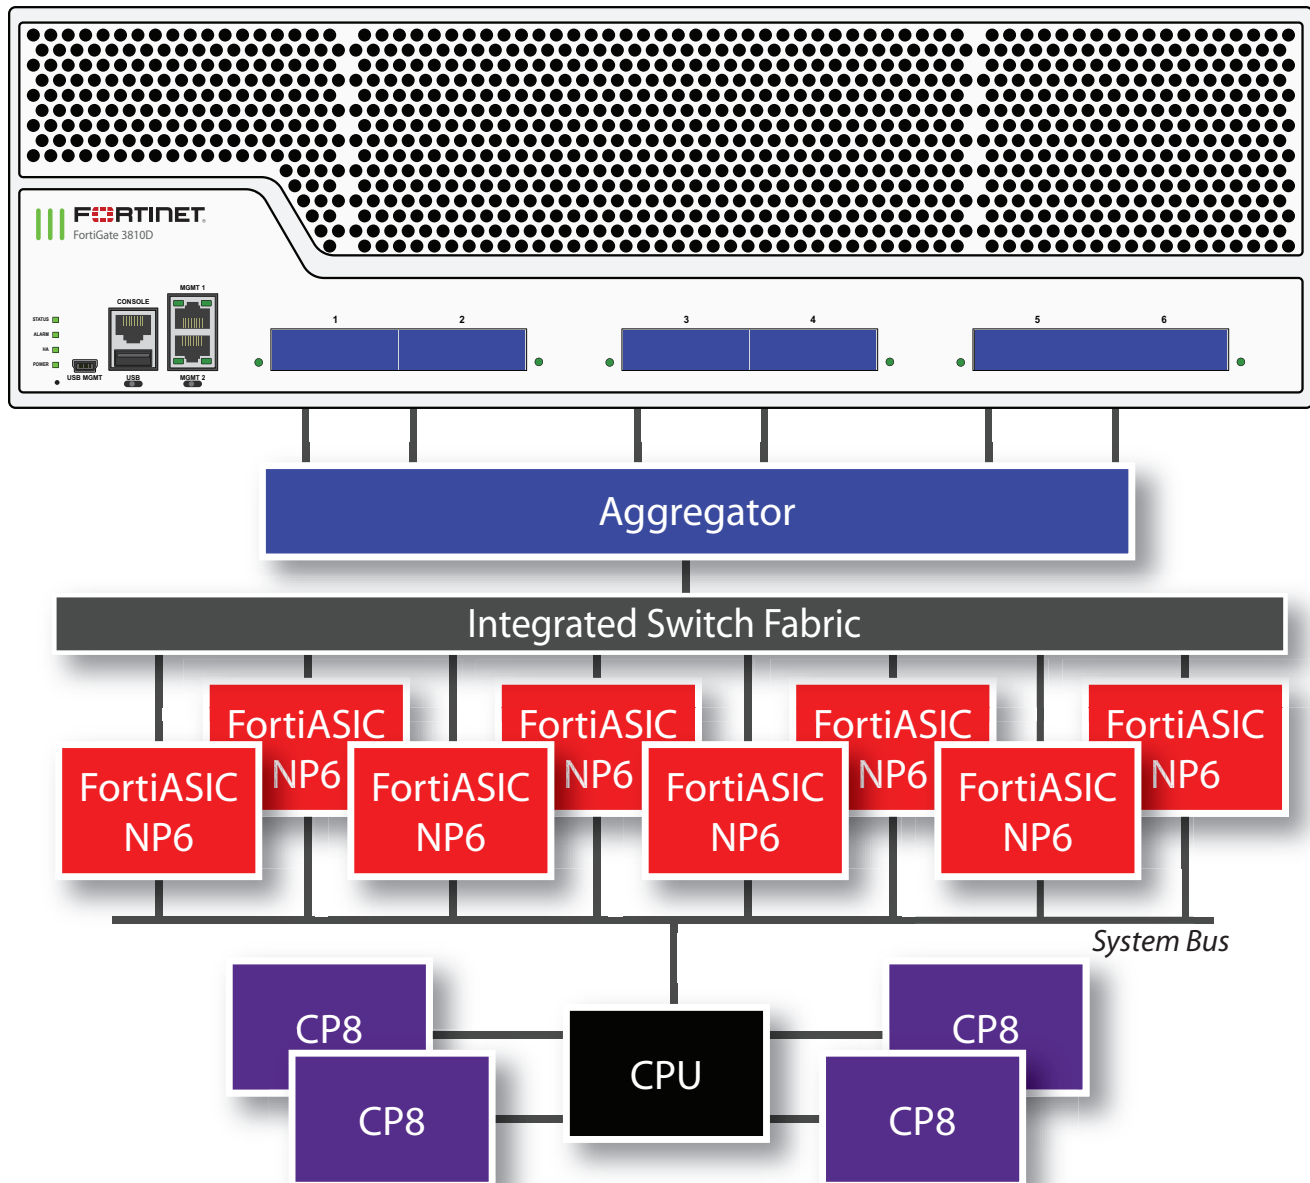 FORTINET
FortiGate 3810D
STATUS
ALARM
HA
POWER
USB MGMT
CONSOLE
USB
MGMT 1
MGMT 2
1
2
3
4
5
6
Aggregator
Integrated Switch Fabric
FortiASIC
NP6
FortiASIC
NP6
FortiASIC
NP6
FortiASIC
NP6
FortiASIC
NP6
FortiASIC
NP6
FortiASIC
NP6
FortiASIC
NP6
System Bus
CP8
CP8
CPU
CP8
CP8